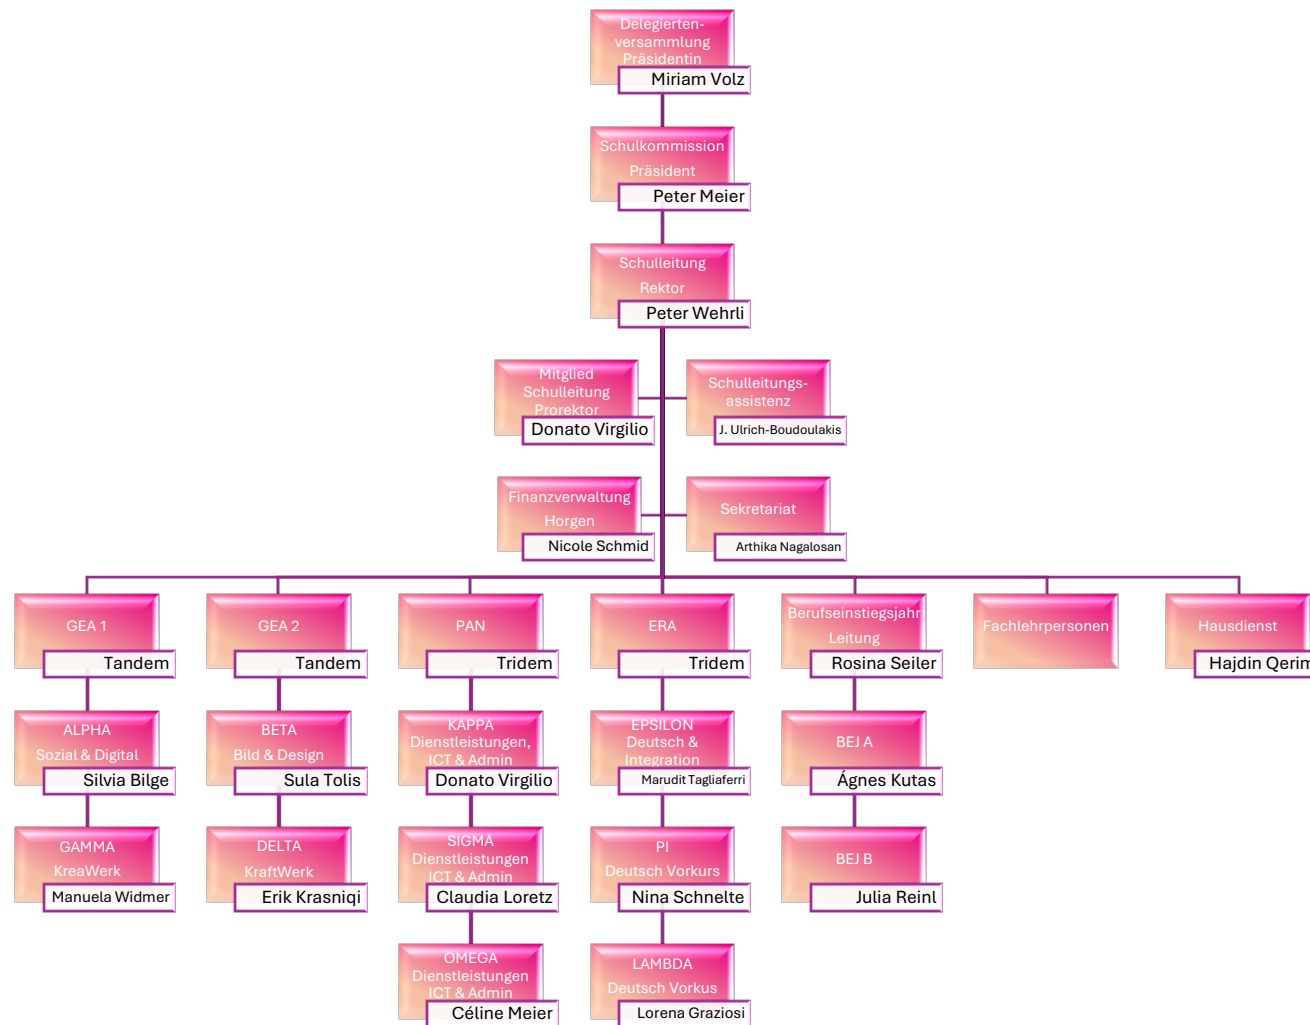 Delegierten-
versammlung
Präsidentin
Miriam Volz
Schulkommission
Präsident
Peter Meier
Schulleitung
Rektor
Peter Wehrli
Mitglied
Schulleitung
Prorektor
Donato Virgilio
Schulleitungs-
assistenz
J. Ulrich-Boudoulakis
Finanzverwaltung
Horgen
Nicole Schmid
Sekretariat
Arthika Nagalosan
GEA 1
Tandem
GEA 2
Tandem
PAN
Tridem
ERA
Tridem
Berufseinstiegsjahr
Leitung
Rosina Seiler
Fachlehrpersonen
Hausdienst
Hajdin Qerim
ALPHA
Sozial & Digital
Silvia Bilge
BETA
Bild & Design
Sula Tolis
KAPPA
Dienstleistungen,
ICT & Admin
Donato Virgilio
EPSILON
Deutsch &
Integration
Marudit Tagliaferri
BEJ A
Ágnes Kutas
GAMMA
KreaWerk
Manuela Widmer
DELTA
KraftWerk
Erik Krasniqi
SIGMA
Dienstleistungen
ICT & Admin
Claudia Loretz
PI
Deutsch Vorkurs
Nina Schnelte
BEJ B
Julia Reinl
OMEGA
Dienstleistungen
ICT & Admin
Céline Meier
LAMBDA
Deutsch Vorkus
Lorena Graziosi